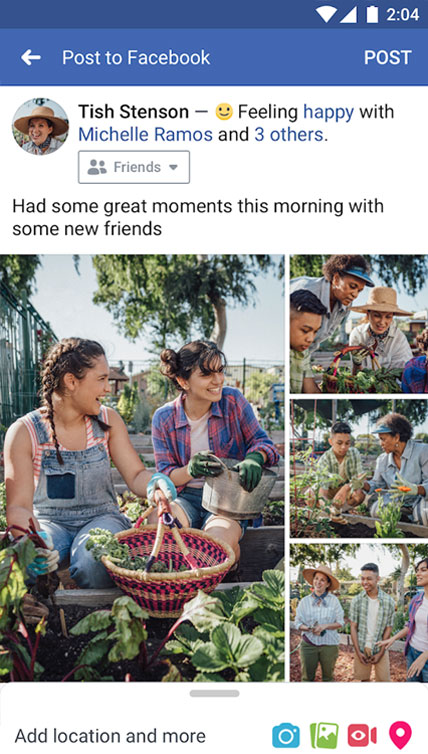 2:04
Post to Facebook POST
Tish Stenson — 🙂 Feeling happy with
Michelle Ramos and 3 others.
Friends
Had some great moments this morning with
some new friends
Add location and more